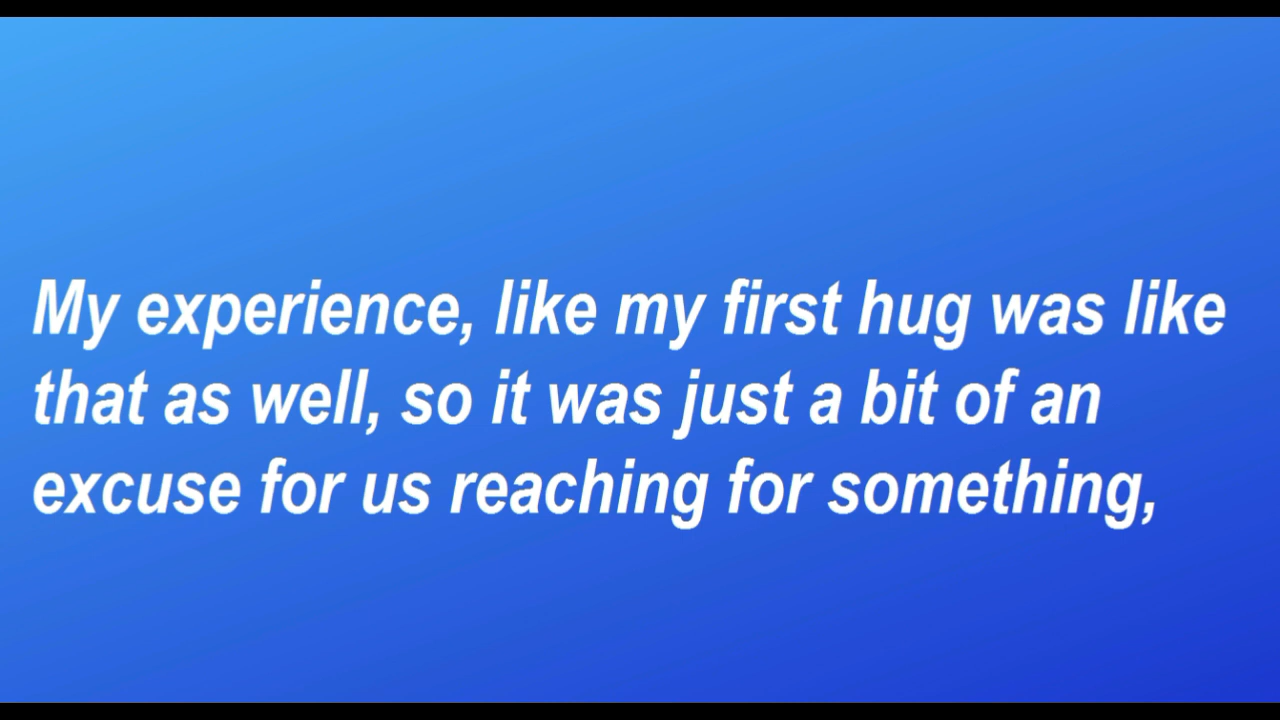 My experience, like my first hug was like
that as well, so it was just a bit of an
excuse for us reaching for something,